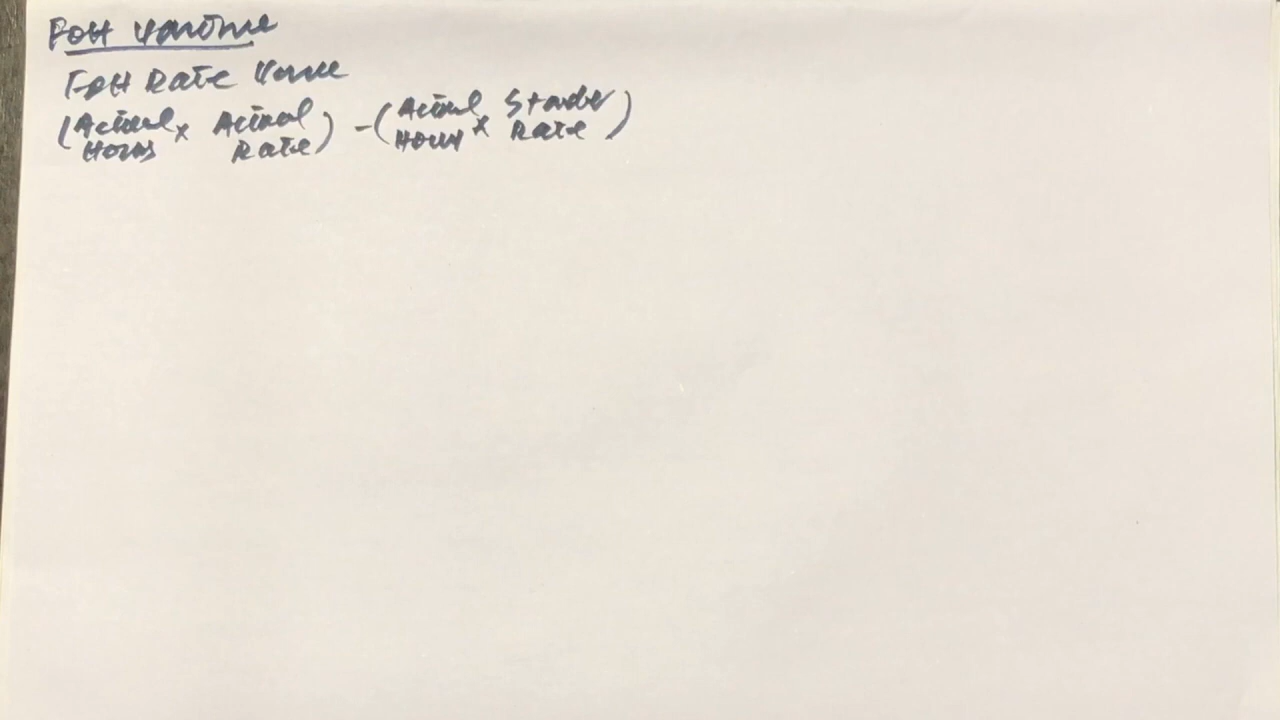 FOH Variance
FOH Rate Variance
(Actual Hours x Actual Rate) - (Actual Hours x Standard Rate)